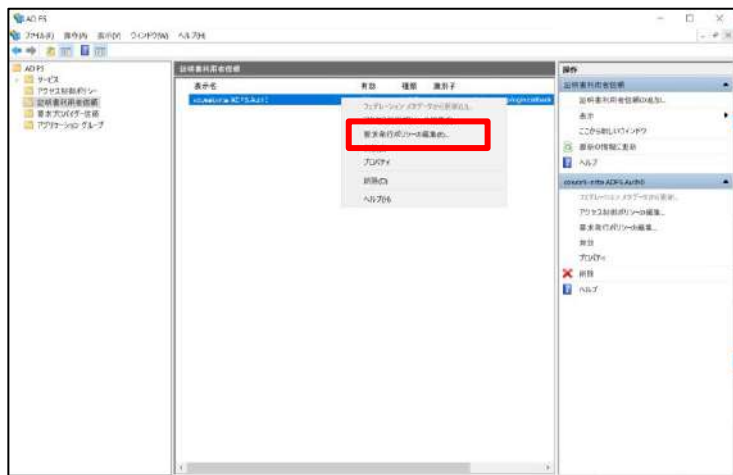 AD FS
ファイル(F) 操作(A) 表示(V) ウィンドウ(W) ヘルプ(H)
AD FS
サービス
アクセス制御ポリシー
証明書利用者信頼
要求プロバイダー信頼
アプリケーション グループ
証明書利用者信頼
表示名 有効 種類 識別子
フェデレーション メタデータから更新(U)...
要求発行ポリシーの編集(I)...
プロパティ
削除(D)
ヘルプ(H)
操作
証明書利用者信頼
証明書利用者信頼の追加...
表示
ここから新しいウィンドウ
最新の情報に更新
ヘルプ
フェデレーション メタデータから更新...
アクセス制御ポリシーの編集...
要求発行ポリシーの編集...
無効
プロパティ
削除
ヘルプ